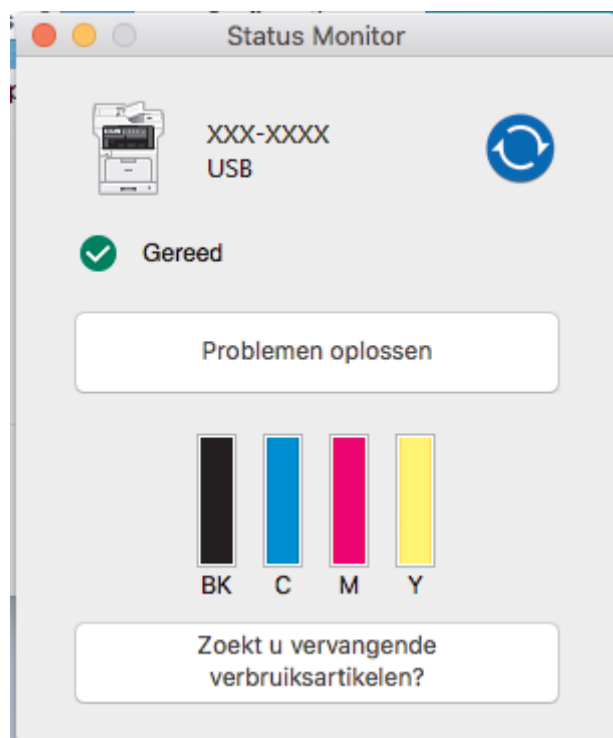 Status Monitor
XXX-XXXX
USB
Gereed
Problemen oplossen
BK C M Y
Zoekt u vervangende
verbruiksartikelen?